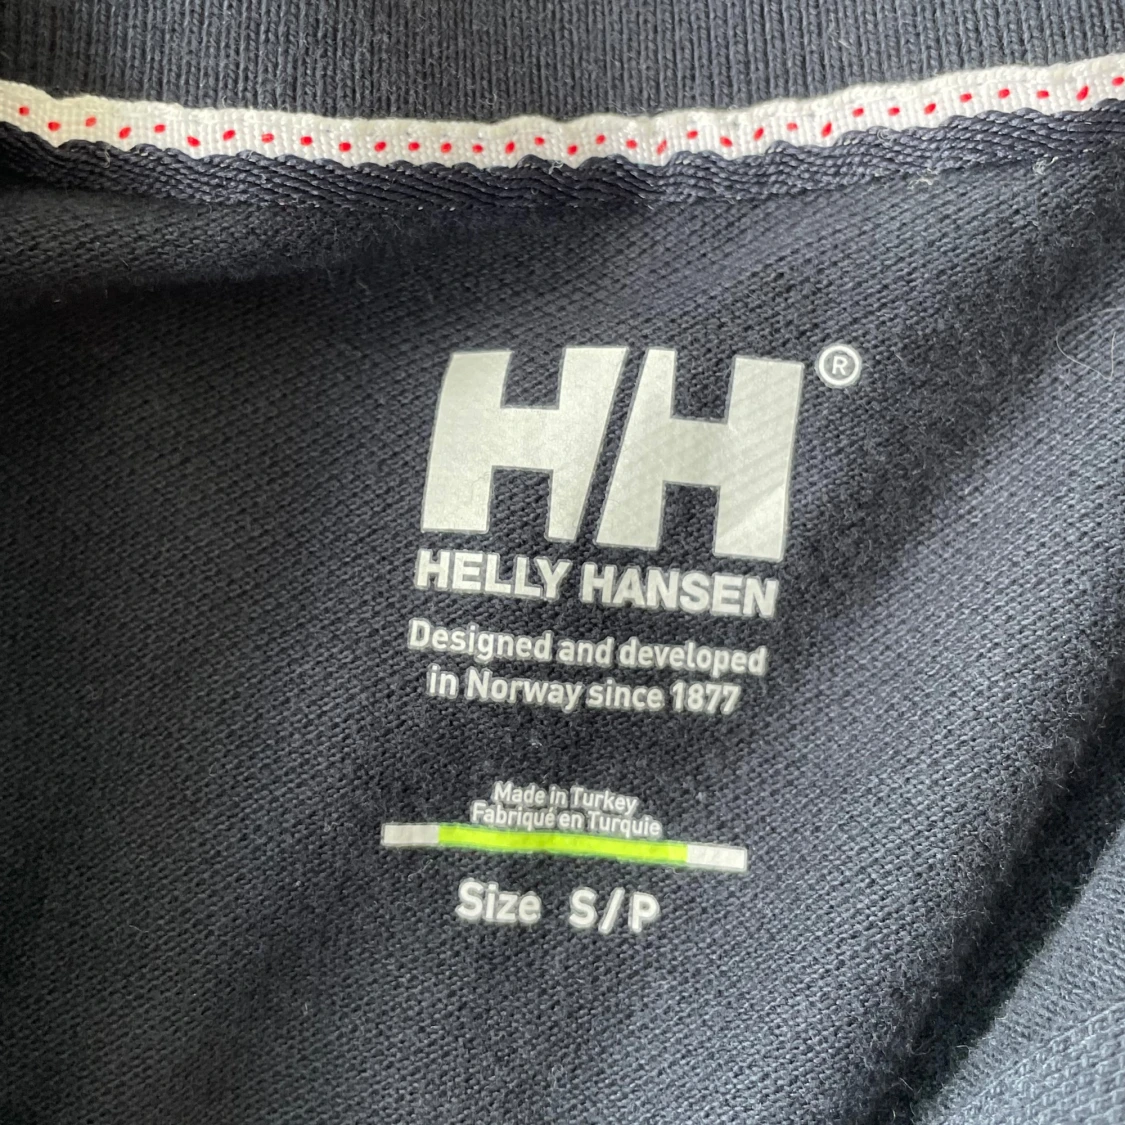 HH®
HELLY HANSEN
Designed and developed
in Norway since 1877
Made in Turkey
Fabriqué en Turquie
Size S/P